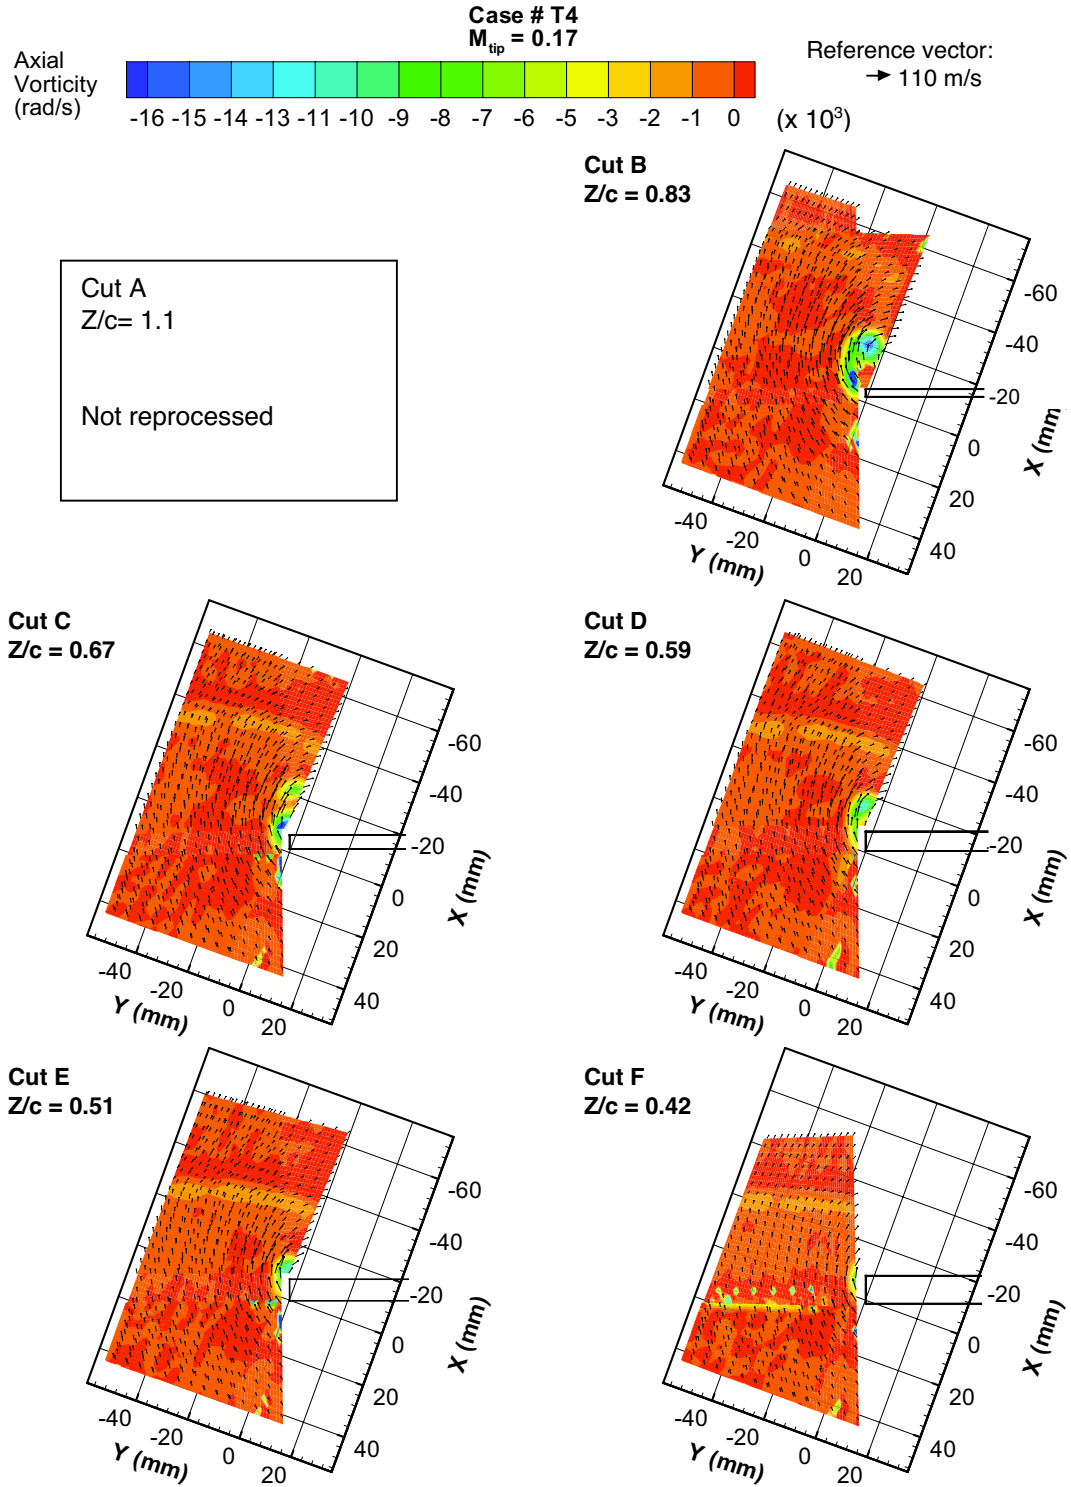 Case # T4
Mtip = 0.17
Axial
Vorticity
(rad/s)
-16 -15 -14 -13 -11 -10 -9 -8 -7 -6 -5 -3 -2 -1 0 (x 10³)
Reference vector:
110 m/s
Cut A
Z/c= 1.1
Not reprocessed
Cut B
Z/c = 0.83
-60
-40
-20
0
20
40
X (mm
-40
-20
0
20
Y (mm)
Cut C
Z/c = 0.67
-60
-40
-20
0
20
40
X (mm)
-40
-20
0
20
Y (mm)
Cut D
Z/c = 0.59
-60
-40
-20
0
20
40
X (mm)
-40
-20
0
20
Y (mm)
Cut E
Z/c = 0.51
-60
-40
-20
0
20
40
X (mm)
-40
-20
0
20
Y (mm)
Cut F
Z/c = 0.42
-60
-40
-20
0
20
40
X (mm)
-40
-20
0
20
Y (mm)